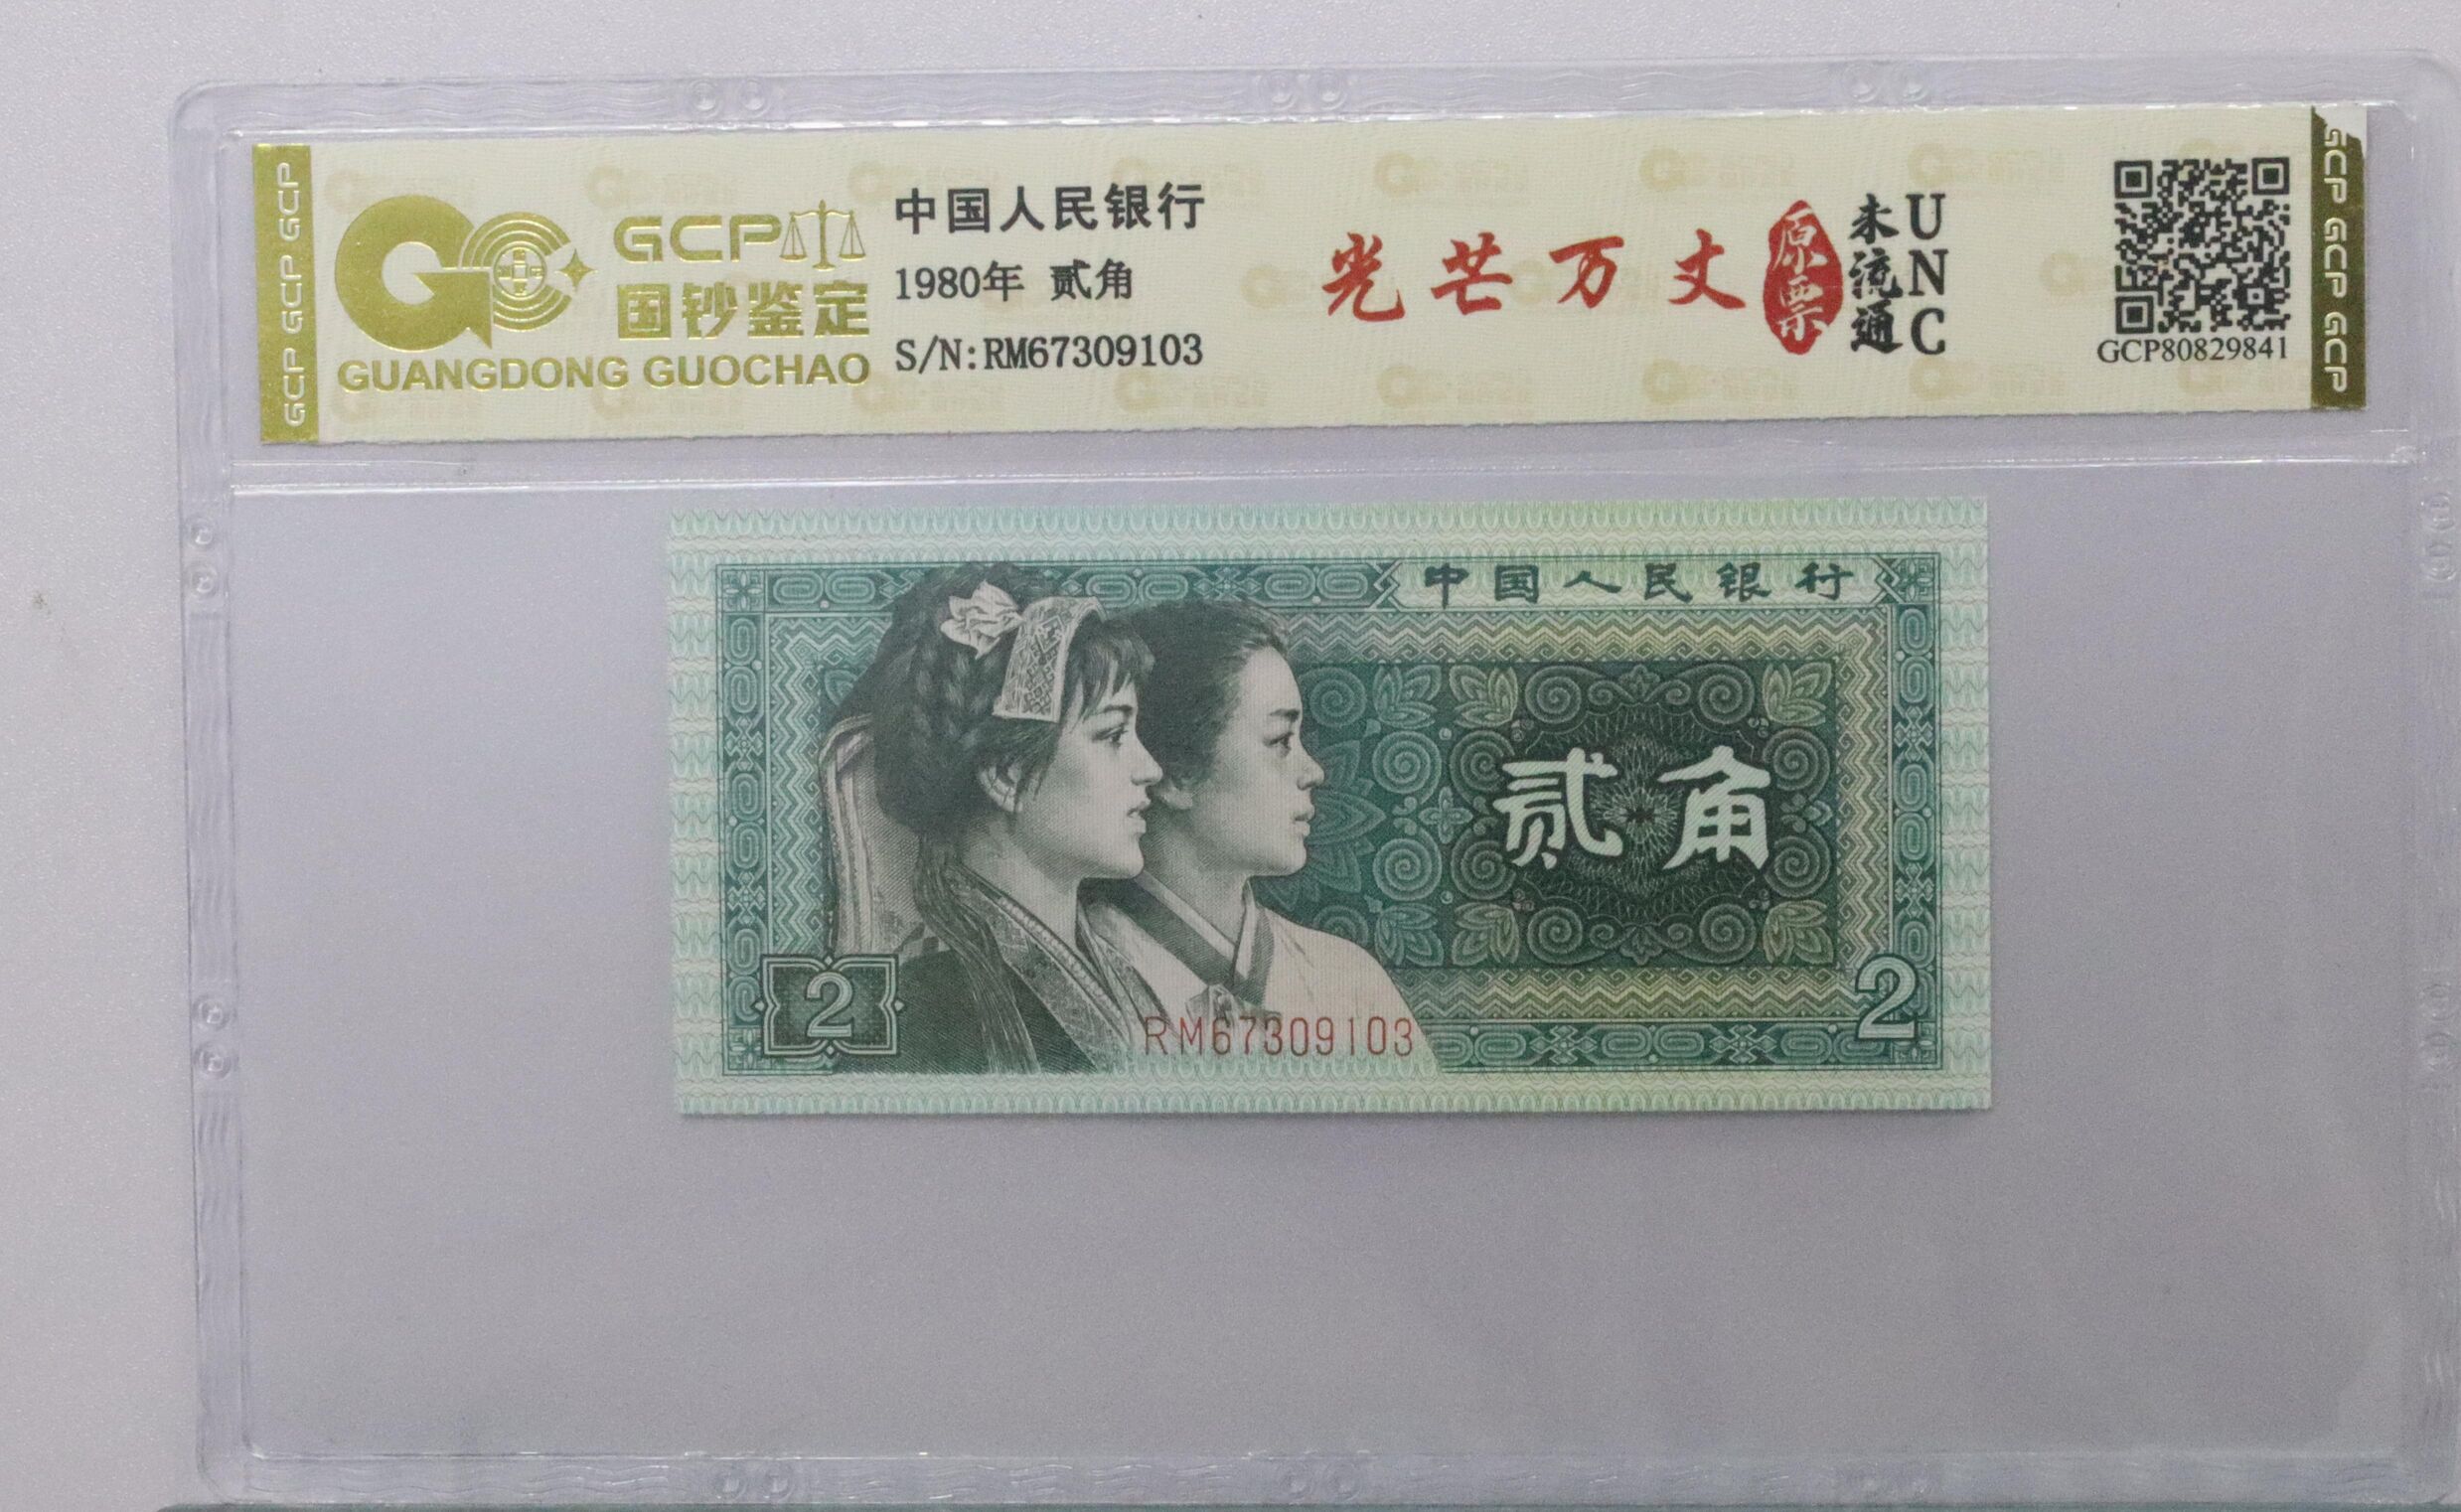 GCP GCP GCP
GCP
国钞鉴定
GUANGDONG GUOCHAO
中国人民银行
1980年 贰角
S/N:RM67309103
光芒万丈
原票
未流通
UNC
GCP80829841
GCP GCP GCP
中国人民银行
贰角
2
RM67309103
2